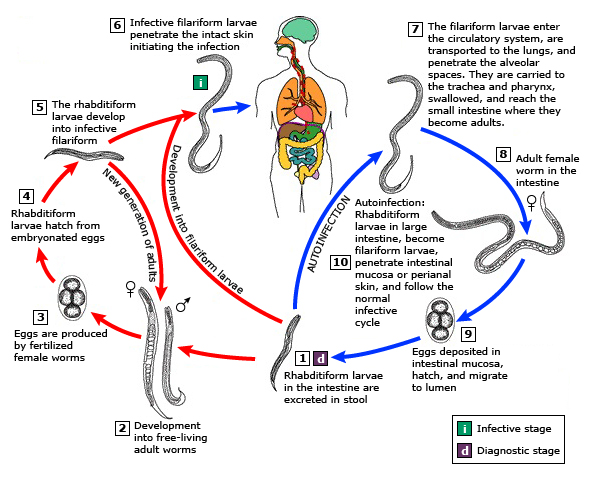 6 Infective filariform larvae
penetrate the intact skin
initiating the infection
i
7 The filariform larvae enter
the circulatory system, are
transported to the lungs, and
penetrate the alveolar
spaces. They are carried to
the trachea and pharynx,
swallowed, and reach the
small intestine where they
become adults.
5 The rhabditiform
larvae develop
into infective
filariform
8 Adult female
worm in the
intestine
♀
4
Rhabditiform
larvae hatch from
embryonated eggs
New generation of adults
Development into filariform larvae
AUTOINFECTION
Autoinfection:
Rhabditiform
larvae in large
intestine, become
filariform larvae,
10 penetrate intestinal
mucosa or perianal
skin, and follow the
normal
infective
cycle
♀ ♂
3
Eggs are produced
by fertilized
female worms
9
Eggs deposited in
intestinal mucosa,
hatch, and migrate
to lumen
1 d
Rhabditiform larvae
in the intestine are
excreted in stool
2 Development
into free-living
adult worms
i Infective stage
d Diagnostic stage